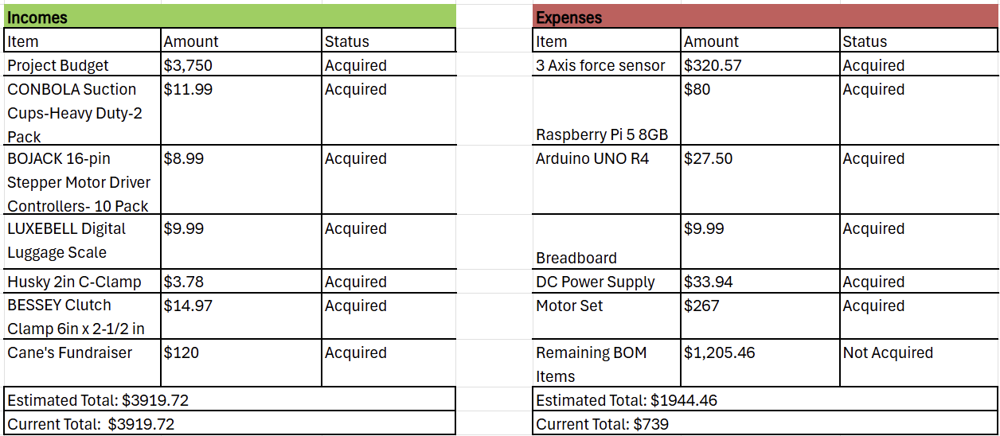 Incomes
Item Amount Status
Project Budget $3,750 Acquired
CONBOLA Suction $11.99 Acquired
Cups-Heavy Duty-2
Pack
BOJACK 16-pin $8.99 Acquired
Stepper Motor Driver
Controllers- 10 Pack
LUXEBELL Digital $9.99 Acquired
Luggage Scale
Husky 2in C-Clamp $3.78 Acquired
BESSEY Clutch $14.97 Acquired
Clamp 6in x 2-1/2 in
Cane's Fundraiser $120 Acquired
Estimated Total: $3919.72
Current Total: $3919.72
Expenses
Item Amount Status
3 Axis force sensor $320.57 Acquired
$80 Acquired
Raspberry Pi 5 8GB
Arduino UNO R4 $27.50 Acquired
$9.99 Acquired
Breadboard
DC Power Supply $33.94 Acquired
Motor Set $267 Acquired
Remaining BOM $1,205.46 Not Acquired
Items
Estimated Total: $1944.46
Current Total: $739